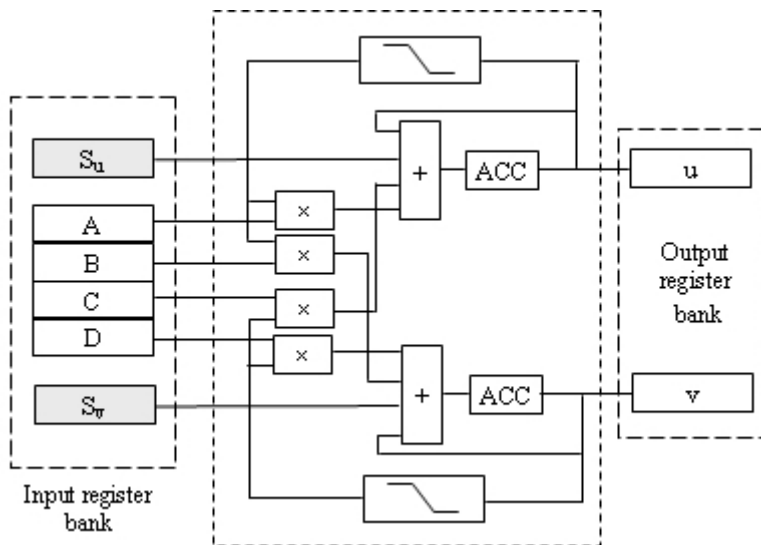 Su
A
B
C
D
Sv
Input register
bank
×
×
×
×
+
ACC
+
ACC
u
Output
register
bank
v